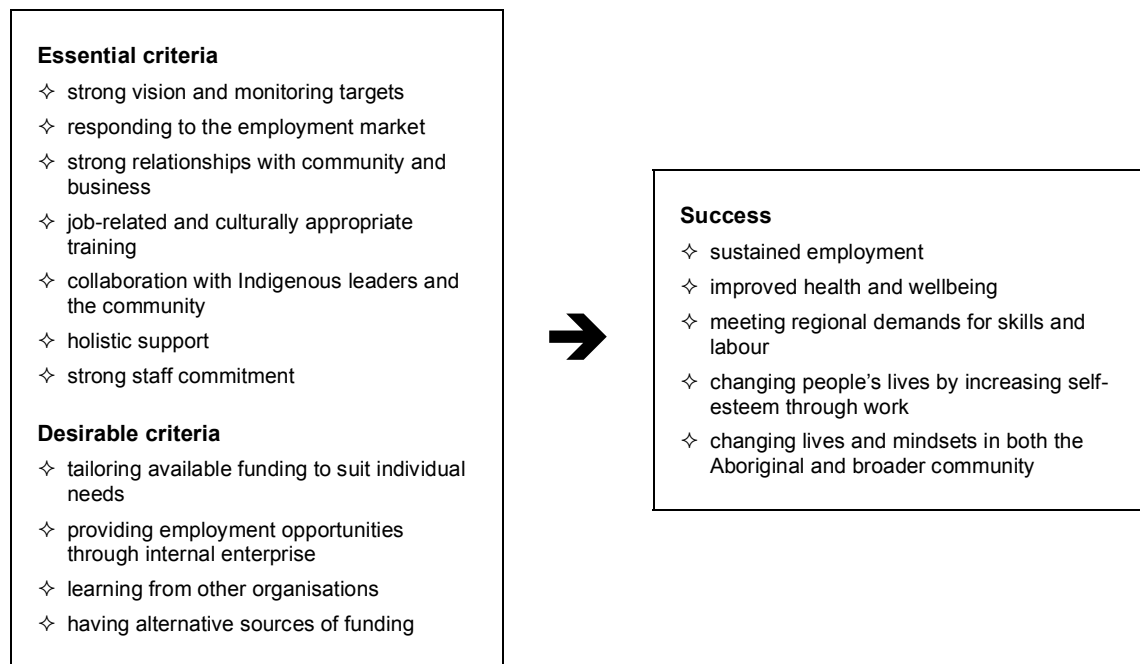 Essential criteria
✧ strong vision and monitoring targets
✧ responding to the employment market
✧ strong relationships with community and
business
✧ job-related and culturally appropriate
training
✧ collaboration with Indigenous leaders and
the community
✧ holistic support
✧ strong staff commitment
Desirable criteria
✧ tailoring available funding to suit individual
needs
✧ providing employment opportunities
through internal enterprise
✧ learning from other organisations
✧ having alternative sources of funding
Success
✧ sustained employment
✧ improved health and wellbeing
✧ meeting regional demands for skills and
labour
✧ changing people’s lives by increasing self-
esteem through work
✧ changing lives and mindsets in both the
Aboriginal and broader community